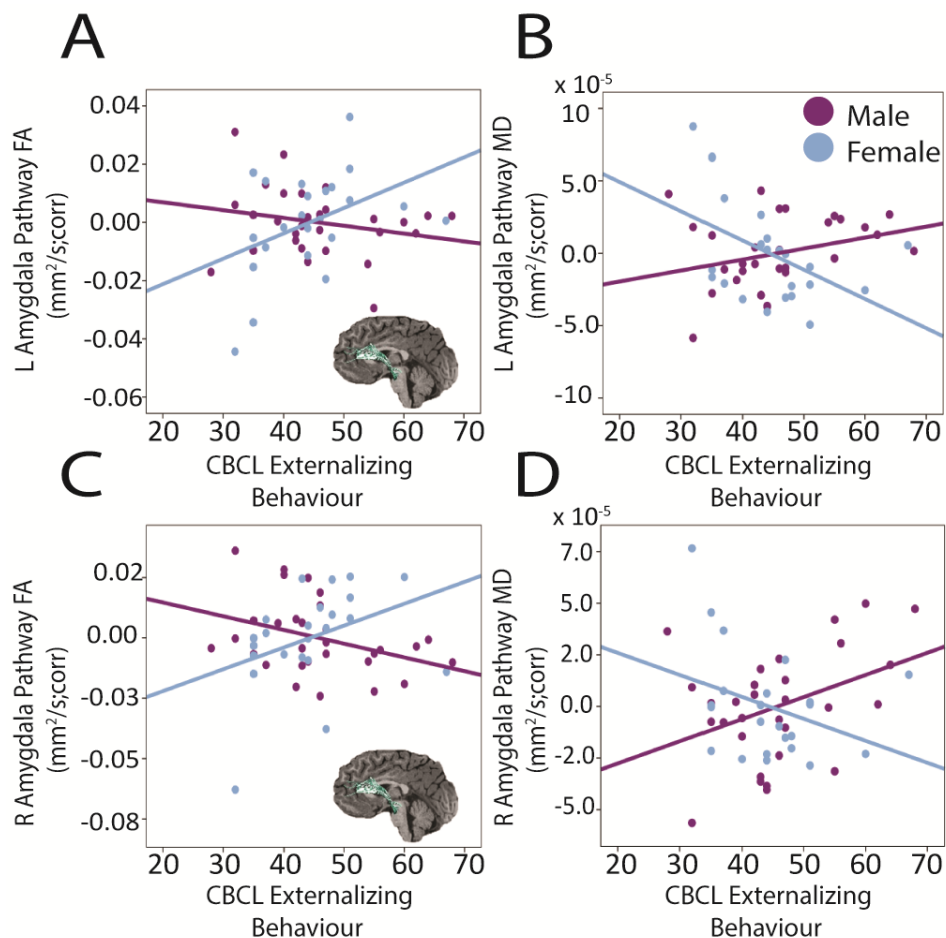 A
L Amygdala Pathway FA
(mm²/s;corr)
0.04
0.02
0.00
-0.02
-0.04
-0.06
20 30 40 50 60 70
CBCL Externalizing
Behaviour
B
x 10⁻⁵
L Amygdala Pathway MD
(mm²/s;corr)
10
5.0
0.0
-5.0
-10
Male
Female
20 30 40 50 60 70
CBCL Externalizing
Behaviour
C
R Amygdala Pathway FA
(mm²/s;corr)
0.02
0.00
-0.03
-0.05
-0.08
20 30 40 50 60 70
CBCL Externalizing
Behaviour
D
x 10⁻⁵
R Amygdala Pathway MD
(mm²/s;corr)
7.0
5.0
2.0
0.0
-2.0
-5.0
20 30 40 50 60 70
CBCL Externalizing
Behaviour